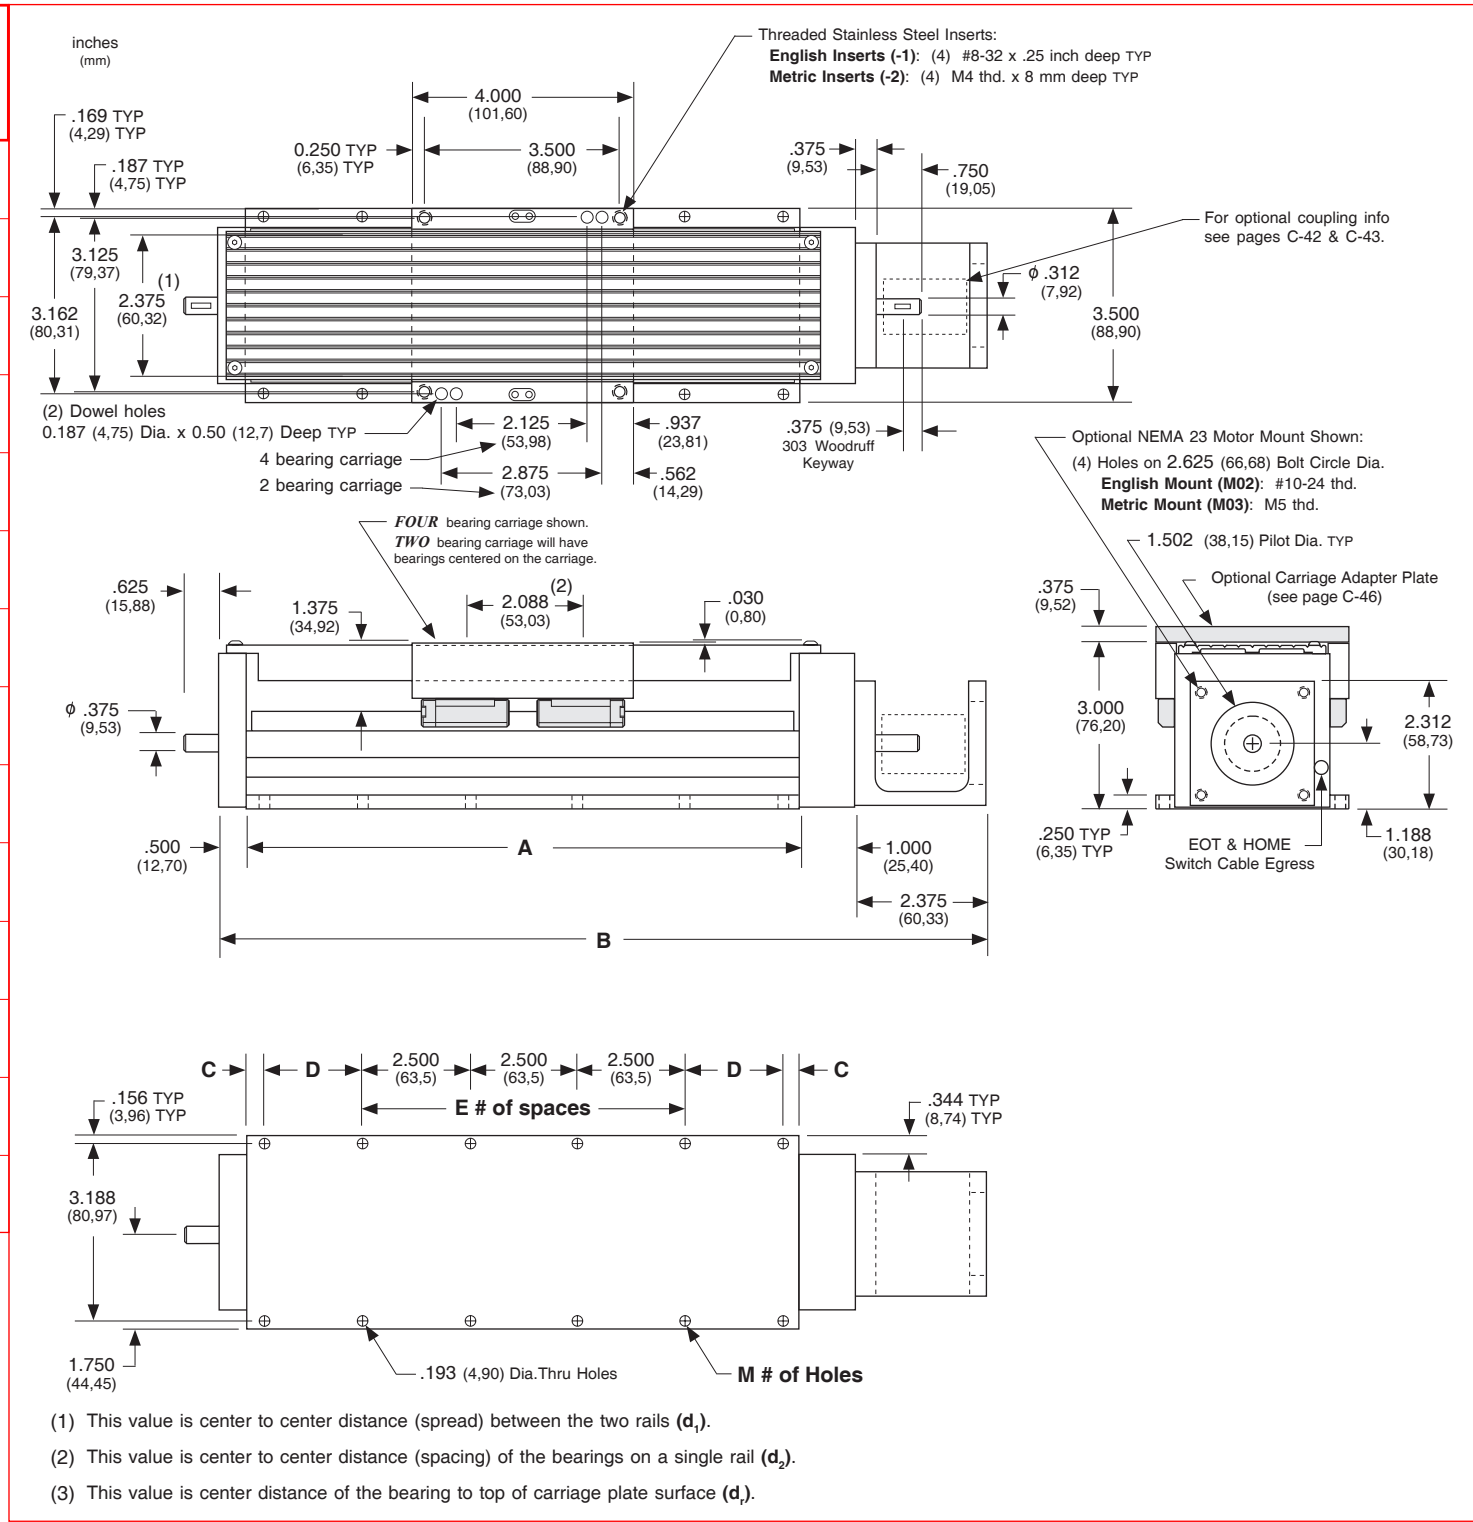 inches
(mm)
Threaded Stainless Steel Inserts:
English Inserts (-1): (4) #8-32 x .25 inch deep TYP
Metric Inserts (-2): (4) M4 thd. x 8 mm deep TYP
4.000
(101,60)
.169 TYP
(4,29) TYP
0.250 TYP
(6,35) TYP
3.500
(88,90)
.375
(9,53)
.187 TYP
(4,75) TYP
.750
(19,05)
For optional coupling info
see pages C-42 & C-43.
3.125
(79,37)
(1)
2.375
(60,32)
3.162
(80,31)
ϕ .312
(7,92)
3.500
(88,90)
(2) Dowel holes
0.187 (4,75) Dia. x 0.50 (12,7) Deep TYP
2.125
(53,98)
.937
(23,81)
.375 (9,53)
303 Woodruff
Keyway
4 bearing carriage
2.875
(73,03)
.562
(14,29)
2 bearing carriage
Optional NEMA 23 Motor Mount Shown:
(4) Holes on 2.625 (66,68) Bolt Circle Dia.
English Mount (M02): #10-24 thd.
Metric Mount (M03): M5 thd.
FOUR bearing carriage shown.
TWO bearing carriage will have
bearings centered on the carriage.
1.502 (38,15) Pilot Dia. TYP
.625
(15,88)
1.375
(34,92)
(2)
2.088
(53,03)
.030
(0,80)
.375
(9,52)
Optional Carriage Adapter Plate
(see page C-46)
ϕ .375
(9,53)
3.000
(76,20)
2.312
(58,73)
.500
(12,70)
A
1.000
(25,40)
.250 TYP
(6,35) TYP
EOT & HOME
Switch Cable Egress
1.188
(30,18)
2.375
(60,33)
B
C
D
2.500
(63,5)
2.500
(63,5)
2.500
(63,5)
D
C
E # of spaces
.156 TYP
(3,96) TYP
.344 TYP
(8,74) TYP
3.188
(80,97)
1.750
(44,45)
.193 (4,90) Dia.Thru Holes
M # of Holes
(1) This value is center to center distance (spread) between the two rails (d1).
(2) This value is center to center distance (spacing) of the bearings on a single rail (d2).
(3) This value is center distance of the bearing to top of carriage plate surface (dr).